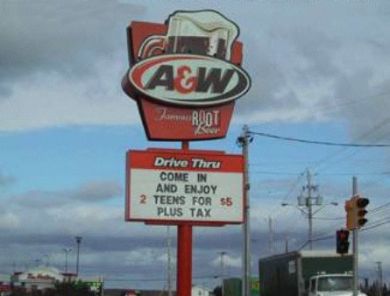 A&W
Famous ROOT
Beer
Drive Thru
COME IN
AND ENJOY
2 TEENS FOR $5
PLUS TAX